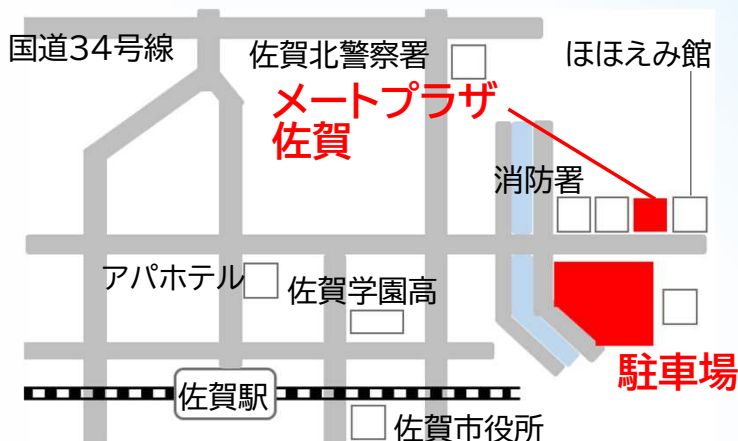 国道34号線
佐賀北警察署
ほほえみ館
メートプラザ
佐賀
消防署
アパホテル
佐賀学園高
駐車場
佐賀駅
佐賀市役所